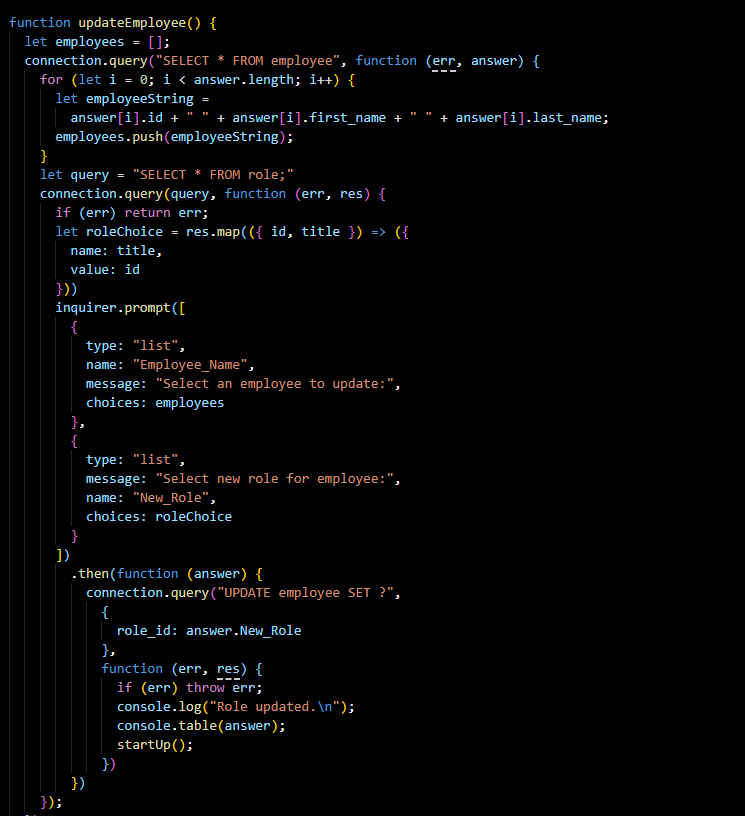 function updateEmployee() {
  let employees = [];
  connection.query("SELECT * FROM employee", function (err, answer) {
    for (let i = 0; i < answer.length; i++) {
      let employeeString =
        answer[i].id + " " + answer[i].first_name + " " + answer[i].last_name;
      employees.push(employeeString);
    }
    let query = "SELECT * FROM role;"
    connection.query(query, function (err, res) {
      if (err) return err;
      let roleChoice = res.map(({ id, title }) => ({
        name: title,
        value: id
      }))
      inquirer.prompt([
        {
          type: "list",
          name: "Employee_Name",
          message: "Select an employee to update:",
          choices: employees
        },
        {
          type: "list",
          message: "Select new role for employee:",
          name: "New_Role",
          choices: roleChoice
        }
      ])
        .then(function (answer) {
          connection.query("UPDATE employee SET ?",
            {
              role_id: answer.New_Role
            },
            function (err, res) {
              if (err) throw err;
              console.log("Role updated.\n");
              console.table(answer);
              startUp();
            })
        })
    });